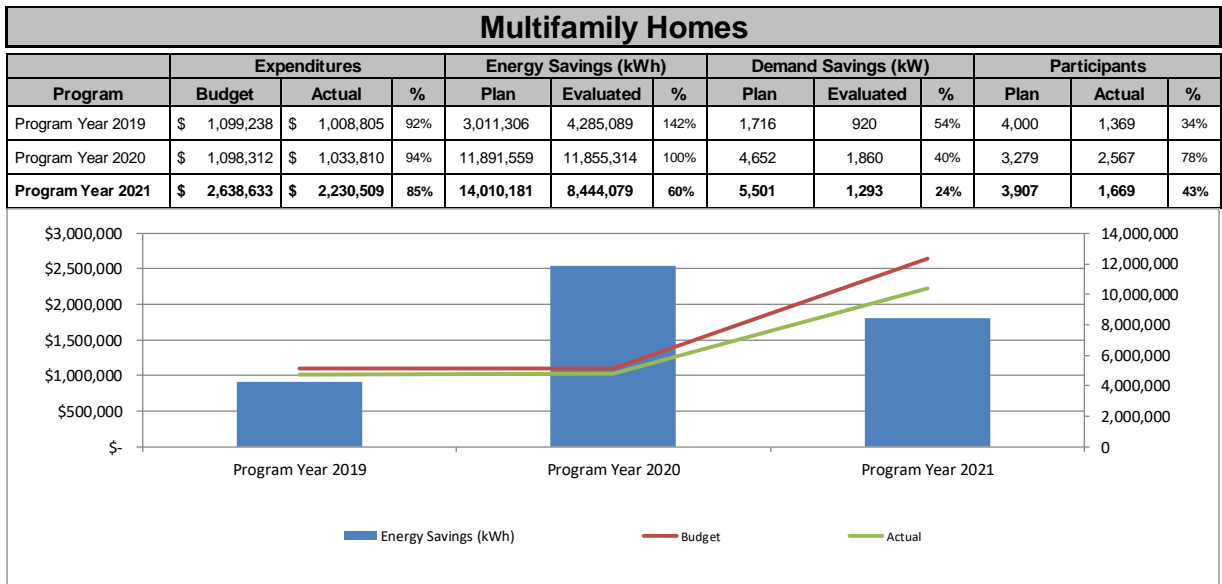 Multifamily Homes
Expenditures Energy Savings (kWh) Demand Savings (kW) Participants
Program Budget Actual % Plan Evaluated % Plan Evaluated % Plan Actual %
Program Year 2019 $ 1,099,238 $ 1,008,805 92% 3,011,306 4,285,089 142% 1,716 920 54% 4,000 1,369 34%
Program Year 2020 $ 1,098,312 $ 1,033,810 94% 11,891,559 11,855,314 100% 4,652 1,860 40% 3,279 2,567 78%
Program Year 2021 $ 2,638,633 $ 2,230,509 85% 14,010,181 8,444,079 60% 5,501 1,293 24% 3,907 1,669 43%
$3,000,000 14,000,000
$2,500,000 12,000,000
$2,000,000 10,000,000
$1,500,000 8,000,000
$1,000,000 6,000,000
$500,000 4,000,000
$- 2,000,000
0
Program Year 2019 Program Year 2020 Program Year 2021
Energy Savings (kWh) Budget Actual